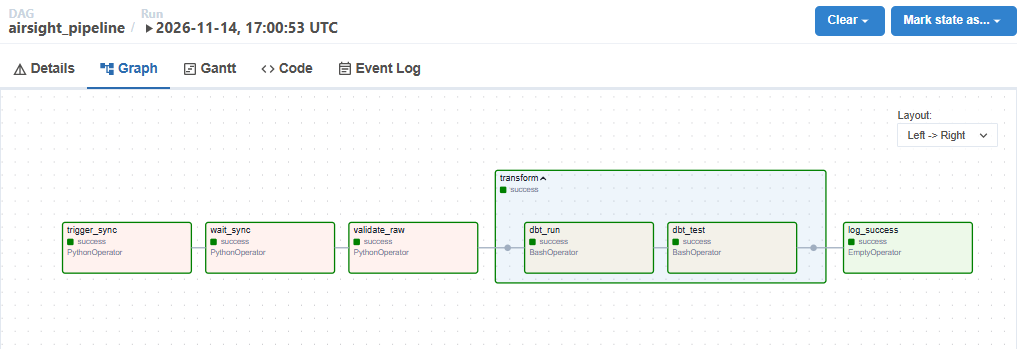 DAG
airsight_pipeline
/
Run
2026-11-14, 17:00:53 UTC
Clear
Mark state as...
Details
Graph
Gantt
Code
Event Log
Layout:
Left -> Right
trigger_sync
success
PythonOperator
wait_sync
success
PythonOperator
validate_raw
success
PythonOperator
transform
success
dbt_run
success
BashOperator
dbt_test
success
BashOperator
log_success
success
EmptyOperator